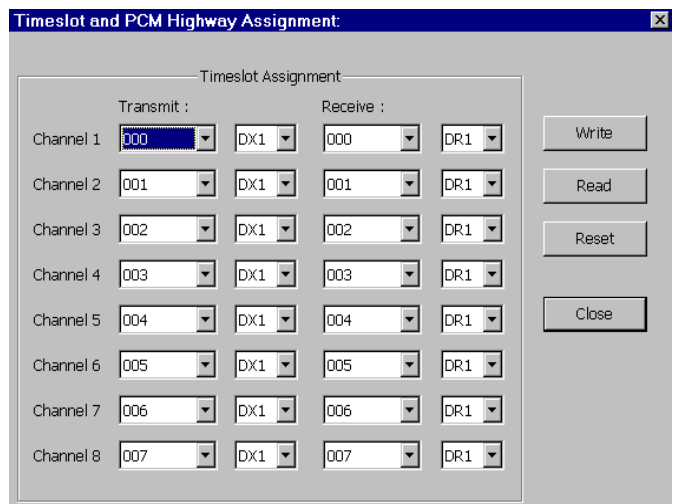 Timeslot and PCM Highway Assignment:
Timeslot Assignment
Transmit : Receive :
Channel 1 000 DX1 000 DR1 Write
Channel 2 001 DX1 001 DR1 Read
Channel 3 002 DX1 002 DR1 Reset
Channel 4 003 DX1 003 DR1
Channel 5 004 DX1 004 DR1 Close
Channel 6 005 DX1 005 DR1
Channel 7 006 DX1 006 DR1
Channel 8 007 DX1 007 DR1